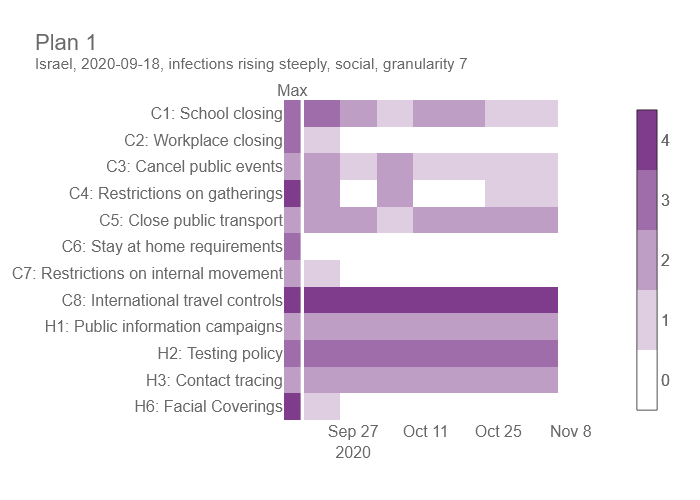 Plan 1
Israel, 2020-09-18, infections rising steeply, social, granularity 7
Max
C1: School closing
C2: Workplace closing
C3: Cancel public events
C4: Restrictions on gatherings
C5: Close public transport
C6: Stay at home requirements
C7: Restrictions on internal movement
C8: International travel controls
H1: Public information campaigns
H2: Testing policy
H3: Contact tracing
H6: Facial Coverings
Sep 27 Oct 11 Oct 25 Nov 8
2020
4
3
2
1
0